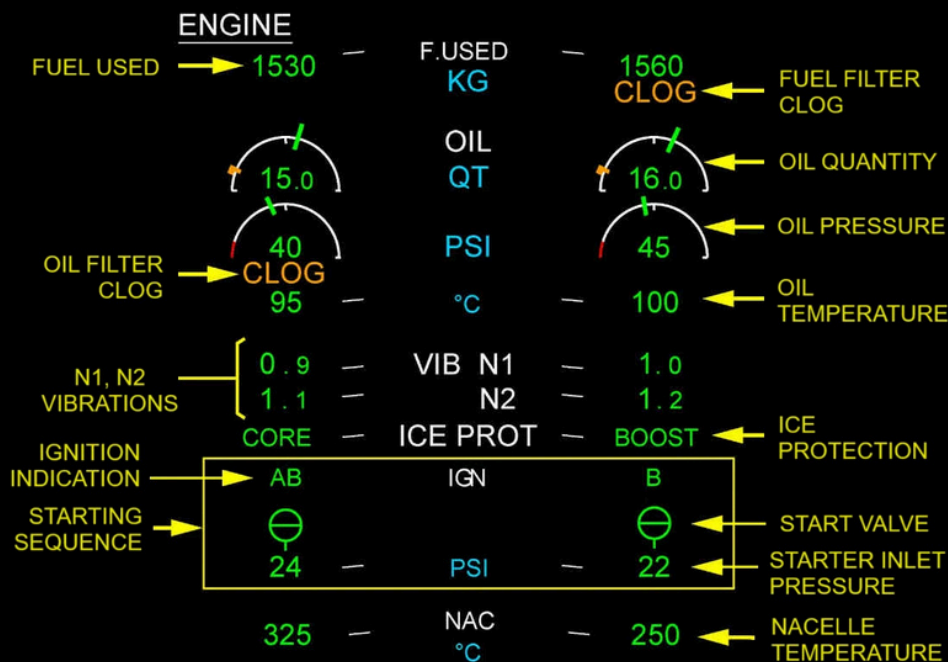 ENGINE
FUEL USED 1530 F.USED 1560
KG CLOG FUEL FILTER
CLOG
OIL
15.0 QT 16.0 OIL QUANTITY
40 PSI 45 OIL PRESSURE
OIL FILTER
CLOG CLOG
95 °C 100 OIL
TEMPERATURE
N1, N2
VIBRATIONS
0.9 VIB N1 1.0
1.1 N2 1.2
CORE ICE PROT BOOST ICE
PROTECTION
IGNITION
INDICATION AB IGN B
STARTING
SEQUENCE
START VALVE
24 PSI 22 STARTER INLET
PRESSURE
325 NAC 250 NACELLE
°C TEMPERATURE